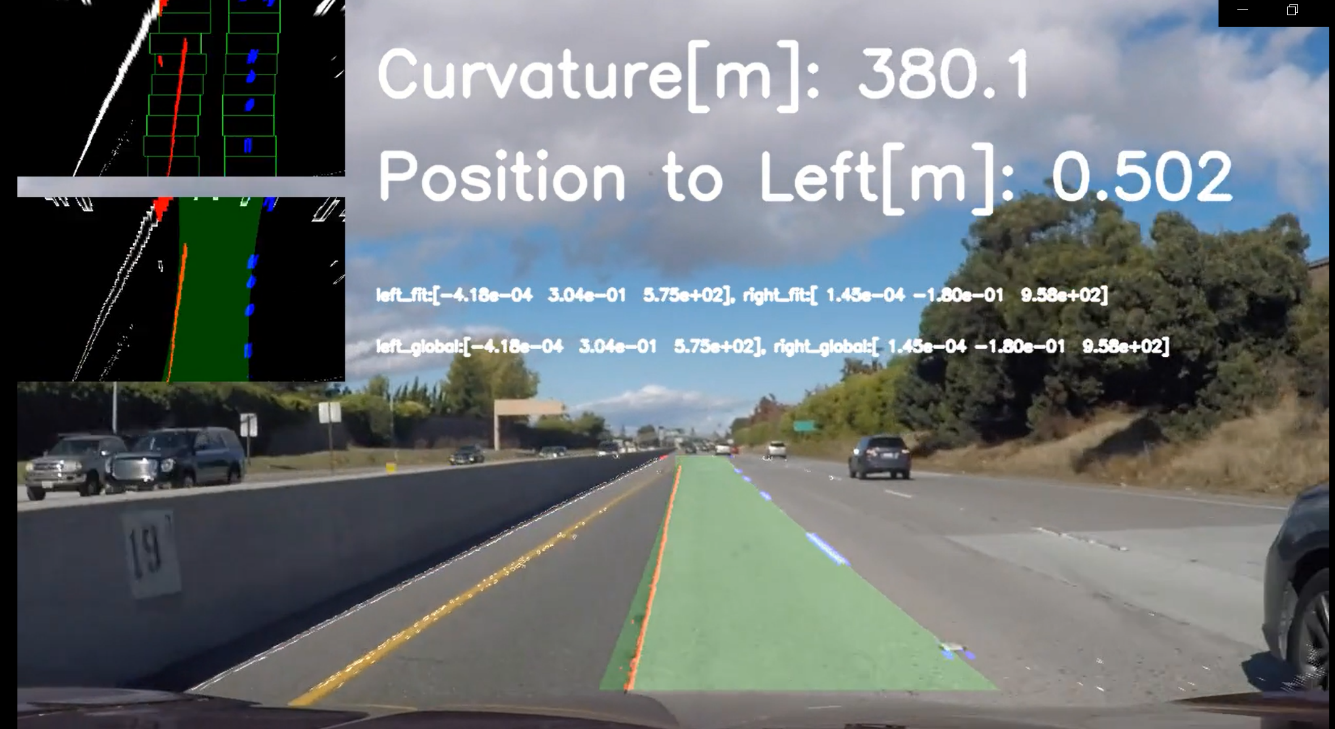 Curvature[m]: 380.1
Position to Left[m]: 0.502
left_fit:[-4.18e-04 3.04e-01 5.75e+02], right_fit:[ 1.45e-04 -1.80e-01 9.58e+02]
left_global:[-4.18e-04 3.04e-01 5.75e+02], right_global:[ 1.45e-04 -1.80e-01 9.58e+02]
19